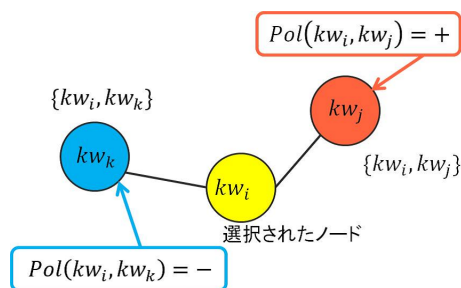 Pol(kw_i, kw_j) = +
{kw_i, kw_k}
kw_j
kw_k
{kw_i, kw_j}
kw_i
選択されたノード
Pol(kw_i, kw_k) = −